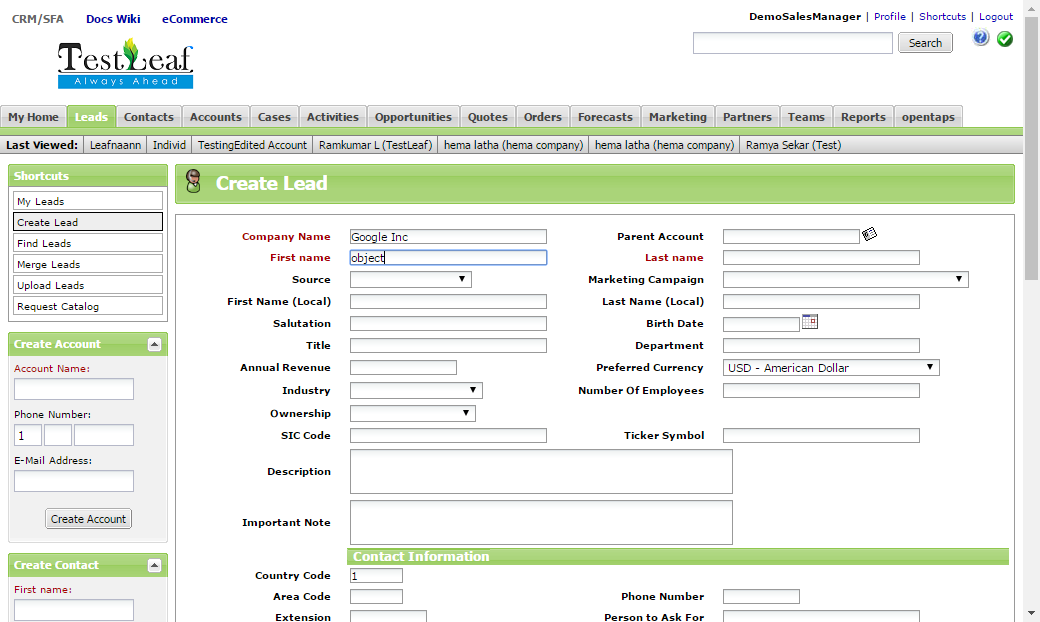 CRM/SFA Docs Wiki eCommerce
DemoSalesManager | Profile | Shortcuts | Logout
TestLeaf
Always Ahead
Search
My Home Leads Contacts Accounts Cases Activities Opportunities Quotes Orders Forecasts Marketing Partners Teams Reports opentaps
Last Viewed: Leafnaann Individ TestingEdited Account Ramkumar L (TestLeaf) hema latha (hema company) hema latha (hema company) Ramya Sekar (Test)
Shortcuts
My Leads
Create Lead
Find Leads
Merge Leads
Upload Leads
Request Catalog
Create Account
Account Name:
Phone Number:
1
E-Mail Address:
Create Account
Create Contact
First name:
Create Lead
Company Name Google Inc Parent Account
First name object Last name
Source Marketing Campaign
First Name (Local) Last Name (Local)
Salutation Birth Date
Title Department
Annual Revenue Preferred Currency USD - American Dollar
Industry Number Of Employees
Ownership
SIC Code Ticker Symbol
Description
Important Note
Contact Information
Country Code 1
Area Code Phone Number
Extension Person to Ask For